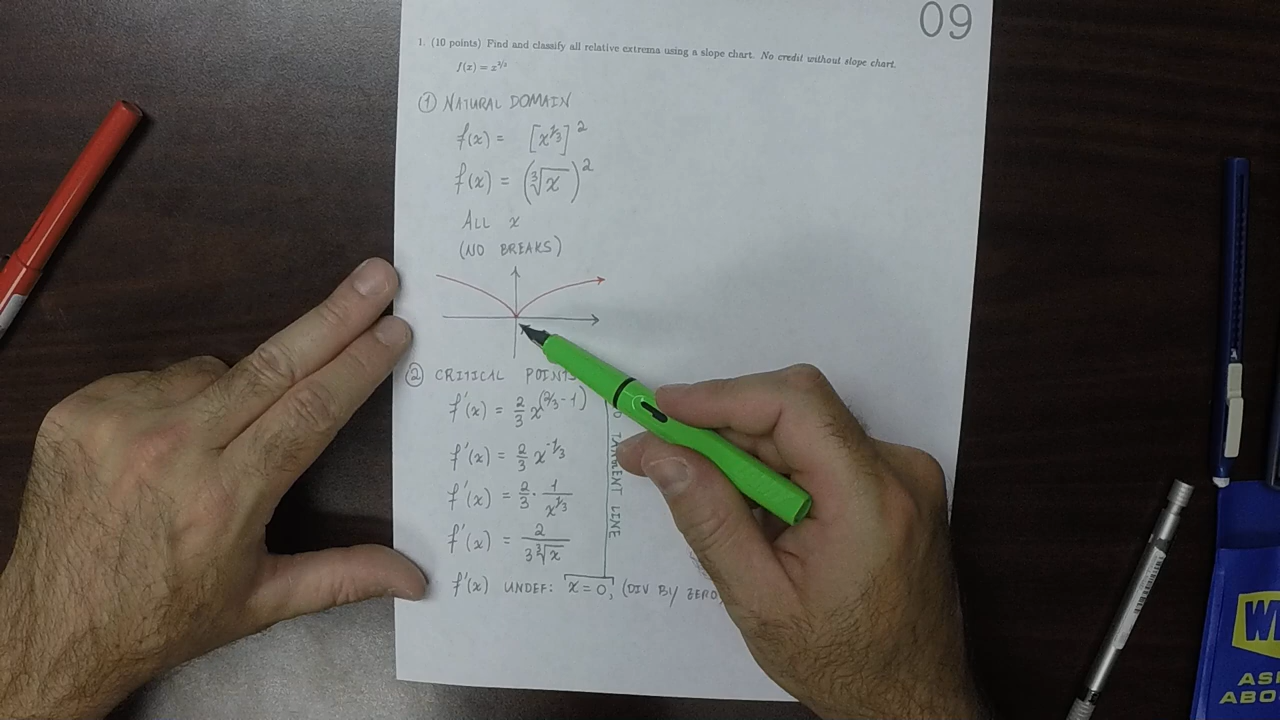 09
1. (10 points) Find and classify all relative extrema using a slope chart. No credit without slope chart.
f(x) = x^{2/3}
① NATURAL DOMAIN
f(x) = [x^{1/3}]^2
f(x) = (∛x)^2
ALL x
(NO BREAKS)
② CRITICAL POINTS
f'(x) = 2/3 x^{(2/3 - 1)}
f'(x) = 2/3 x^{-1/3}
f'(x) = 2/3 · 1/x^{1/3}
f'(x) = 2/(3∛x)
f'(x) UNDEF: x = 0, (DIV BY ZERO
TANGENT LINE